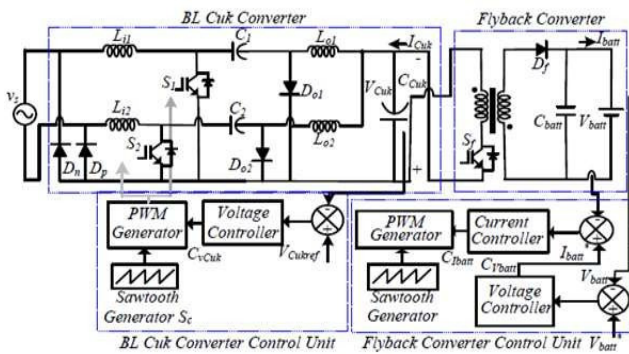 BL Cuk Converter
Flyback Converter
L_i1
C_1
L_o1
I_Cuk
I_batt
-
D_f
S_1
V_Cuk
C_Cuk
v_s
D_o1
L_i2
C_2
L_o2
C_batt
V_batt
S_2
S_f
D_n
D_p
D_o2
+
PWM
Generator
Voltage
Controller
C_vCuk
V_Cukref
Sawtooth
Generator S_c
BL Cuk Converter Control Unit
PWM
Generator
Current
Controller
C_Ibatt
I_batt*
C_Vbatt
V_batt
Voltage
Controller
Sawtooth
Generator
Flyback Converter Control Unit
V_batt*